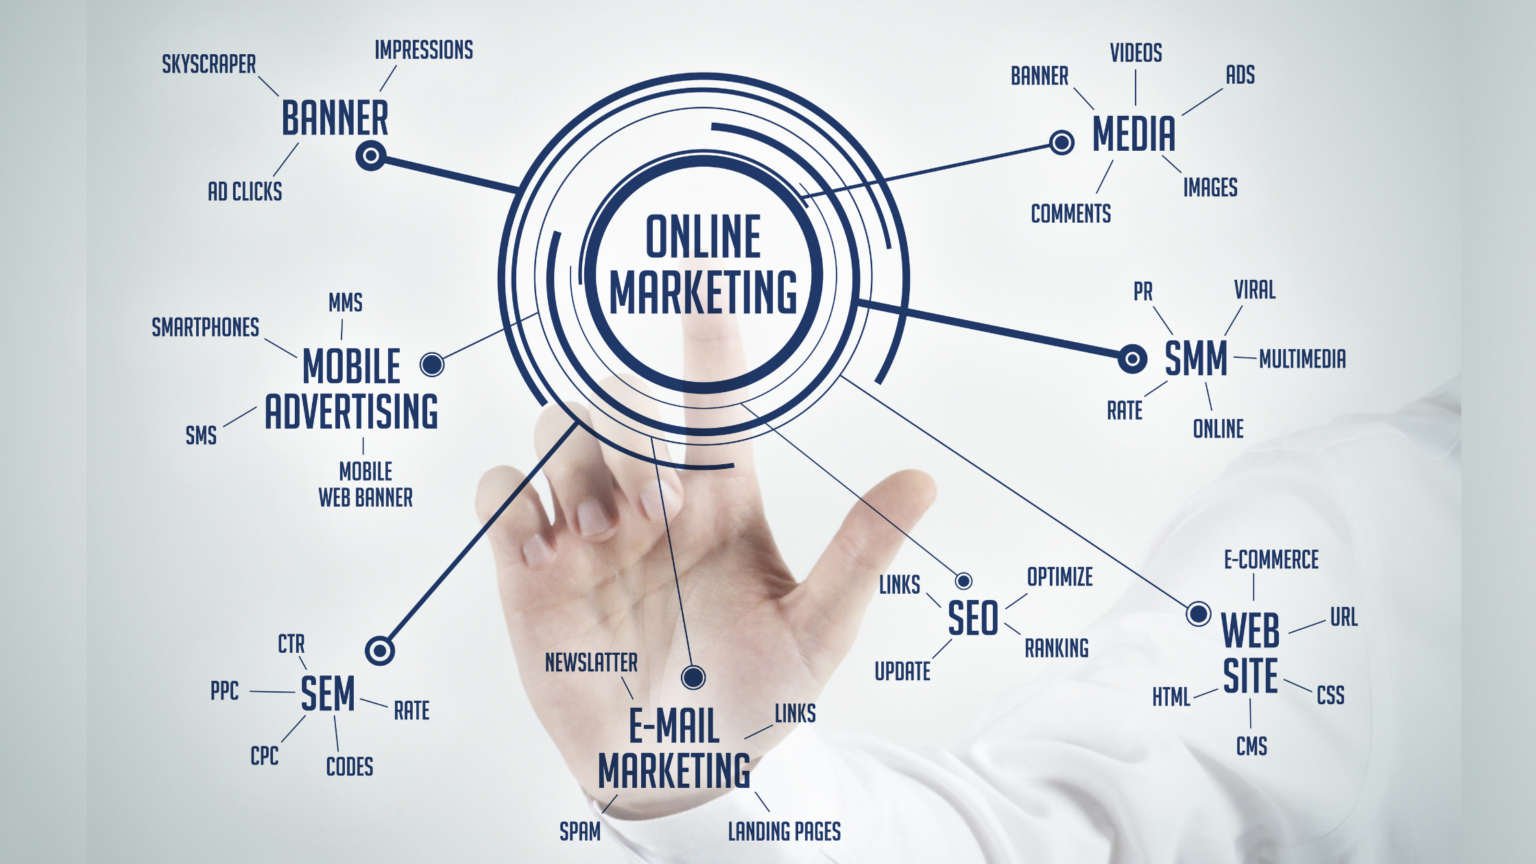 ONLINE
MARKETING
SKYSCRAPER
IMPRESSIONS
BANNER
AD CLICKS
MMS
SMARTPHONES
MOBILE
ADVERTISING
SMS
MOBILE
WEB BANNER
CTR
PPC
SEM
RATE
CPC
CODES
NEWSLATTER
E-MAIL
MARKETING
LINKS
SPAM
LANDING PAGES
LINKS
OPTIMIZE
SEO
RANKING
UPDATE
E-COMMERCE
WEB
SITE
URL
HTML
CSS
CMS
PR
VIRAL
SMM
MULTIMEDIA
RATE
ONLINE
VIDEOS
BANNER
ADS
MEDIA
IMAGES
COMMENTS